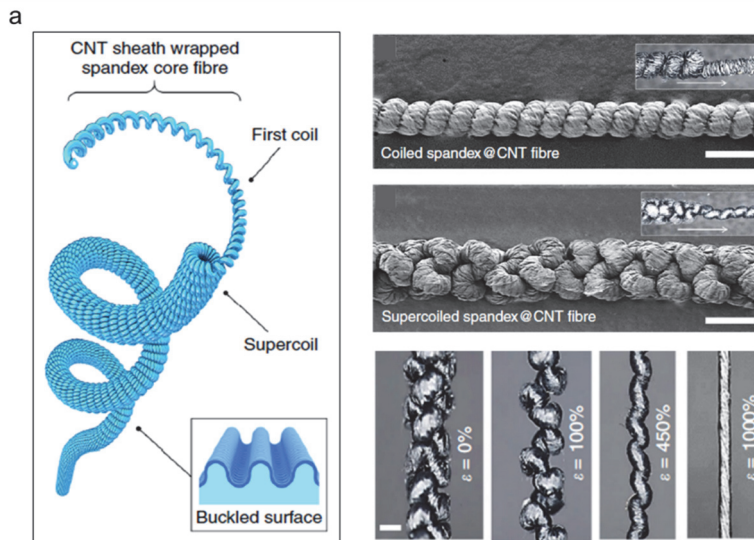 a
CNT sheath wrapped
spandex core fibre
First coil
Supercoil
Buckled surface
Coiled spandex@CNT fibre
Supercoiled spandex@CNT fibre
ε = 0%
ε = 100%
ε = 450%
ε = 1000%